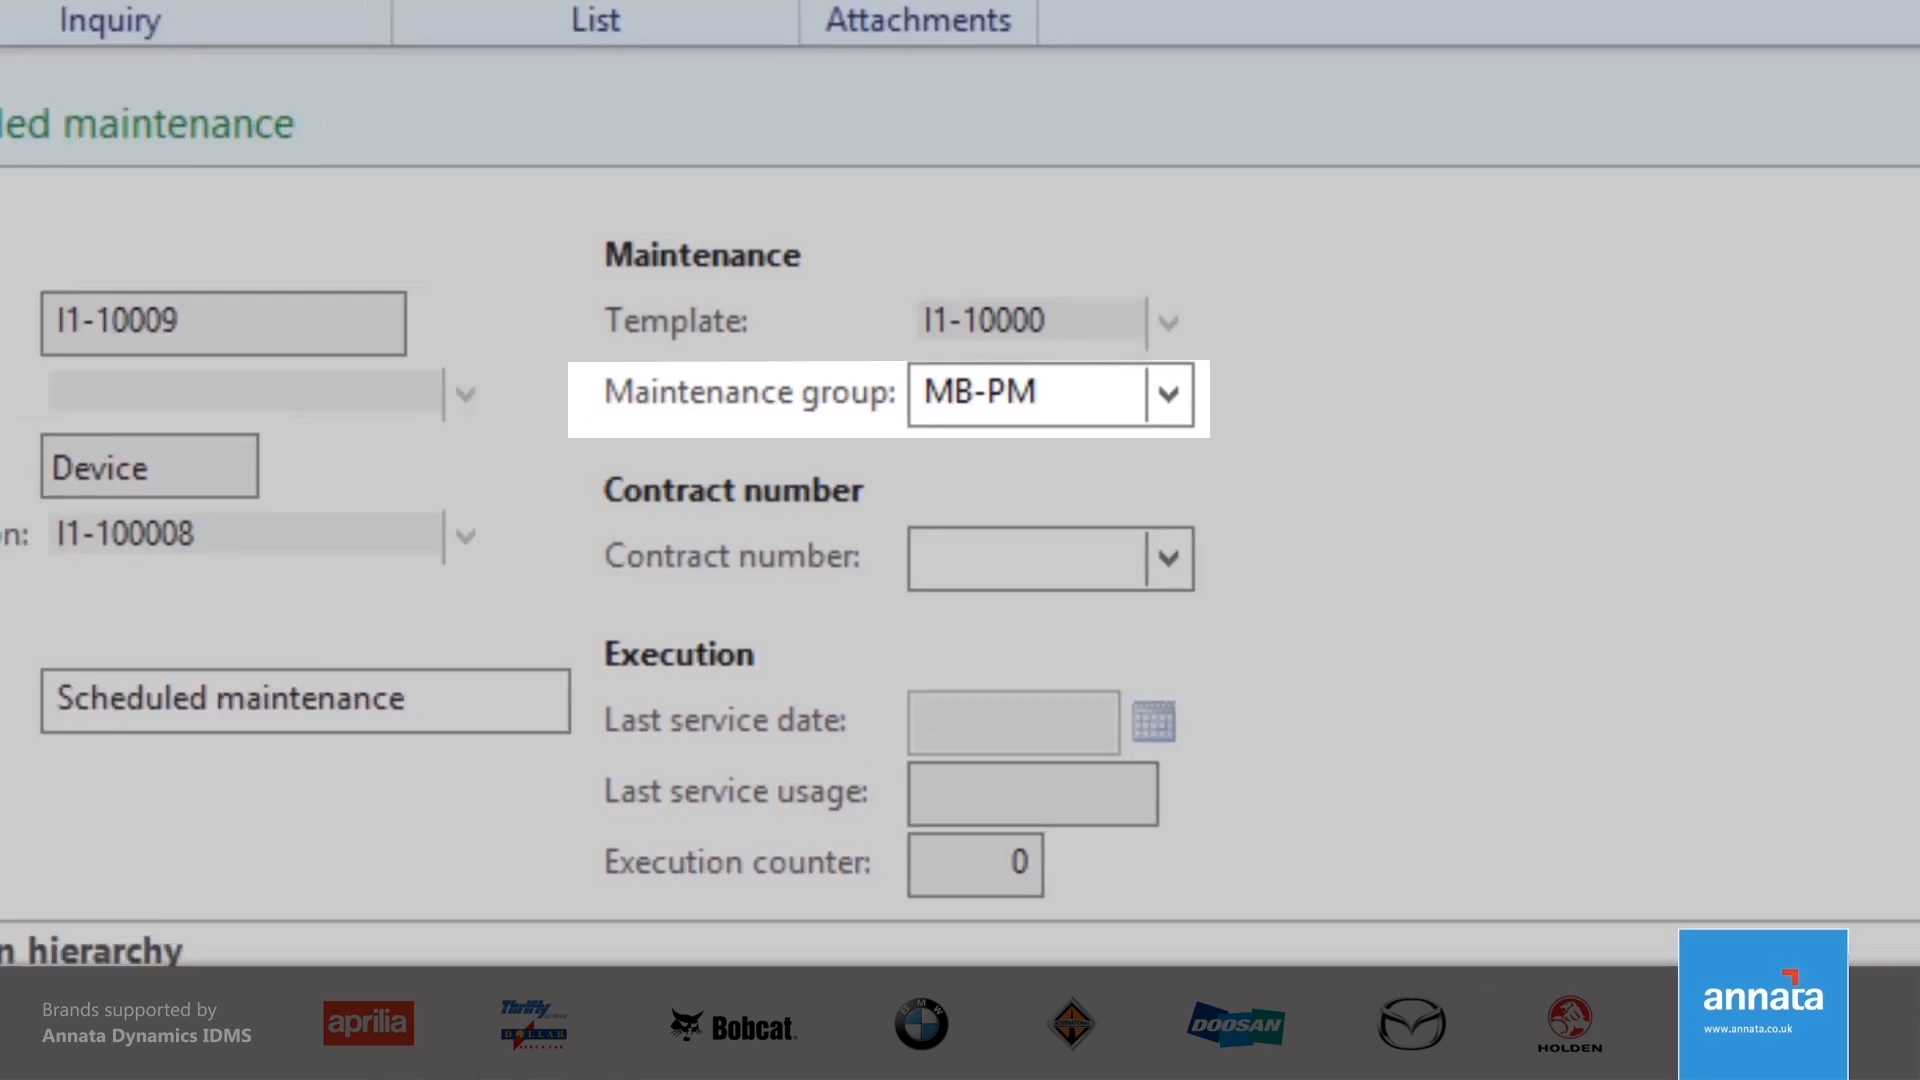 Inquiry
List
Attachments
led maintenance
I1-10009
Device
n:
I1-100008
Scheduled maintenance
Maintenance
Template:
I1-10000
Maintenance group:
MB-PM
Contract number
Contract number:
Execution
Last service date:
Last service usage:
Execution counter:
0
n hierarchy
Brands supported by
Annata Dynamics IDMS
aprilia
Thrifty
DOLLAR
Bobcat
BMW
INTERNATIONAL
DOOSAN
HOLDEN
annata
www.annata.co.uk